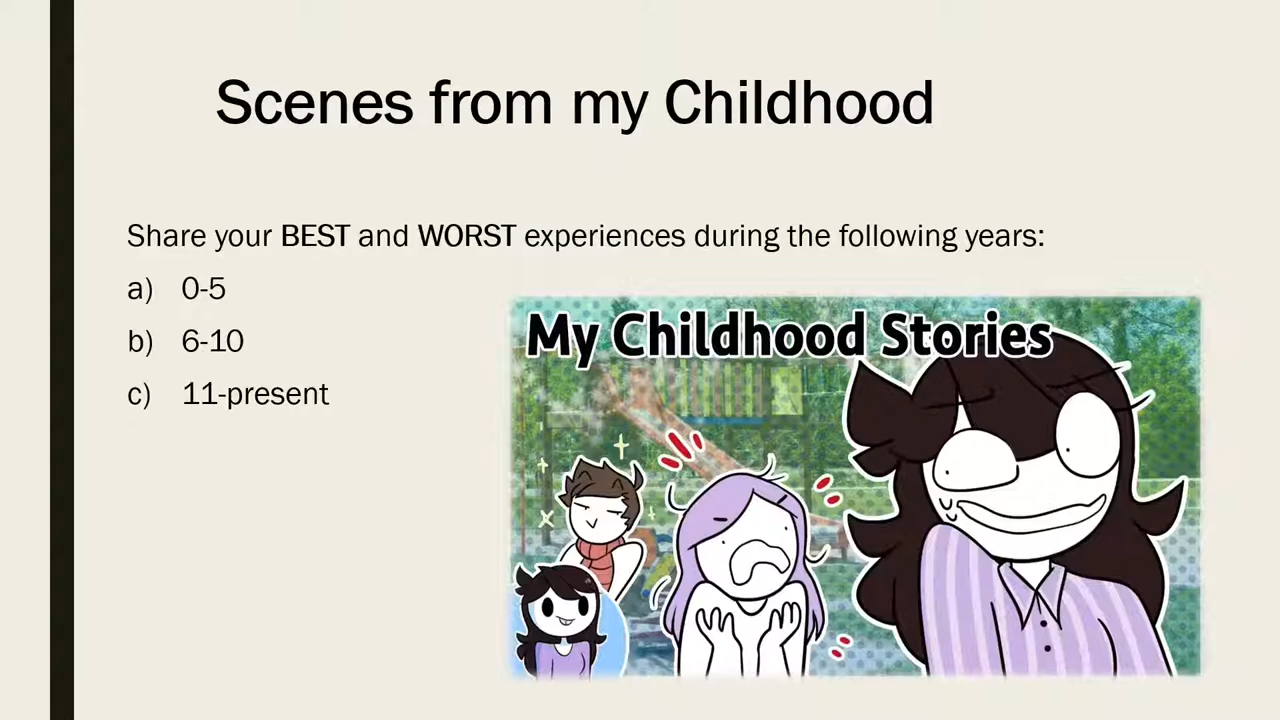 Scenes from my Childhood
Share your BEST and WORST experiences during the following years:
a) 0-5
b) 6-10
c) 11-present
My Childhood Stories